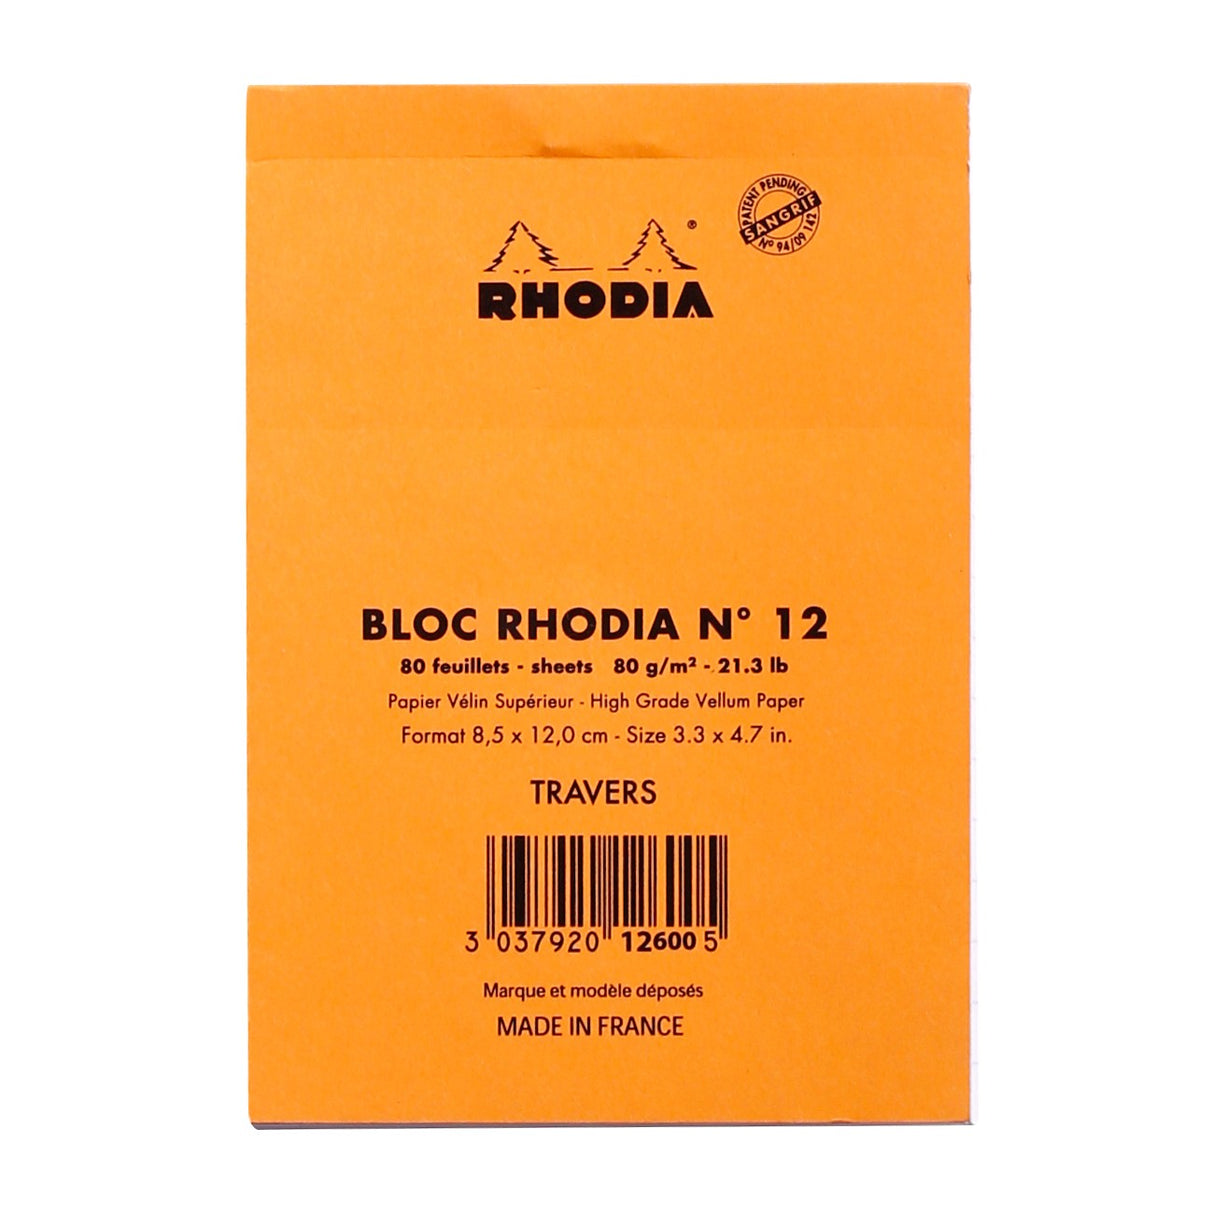 PATENT PENDING
SANGRIF
Nº 94/09 142
RHODIA®
BLOC RHODIA N° 12
80 feuillets - sheets 80 g/m² - 21.3 lb
Papier Vélin Supérieur - High Grade Vellum Paper
Format 8,5 x 12,0 cm - Size 3.3 x 4.7 in.
TRAVERS
3 037920 126005
Marque et modèle déposés
MADE IN FRANCE